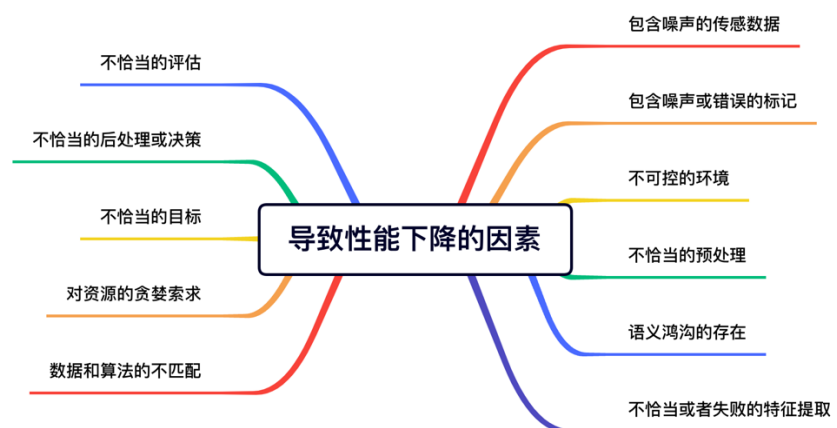 导致性能下降的因素
包含噪声的传感数据
包含噪声或错误的标记
不可控的环境
不恰当的预处理
语义鸿沟的存在
不恰当或者失败的特征提取
不恰当的评估
不恰当的后处理或决策
不恰当的目标
对资源的贪婪索求
数据和算法的不匹配